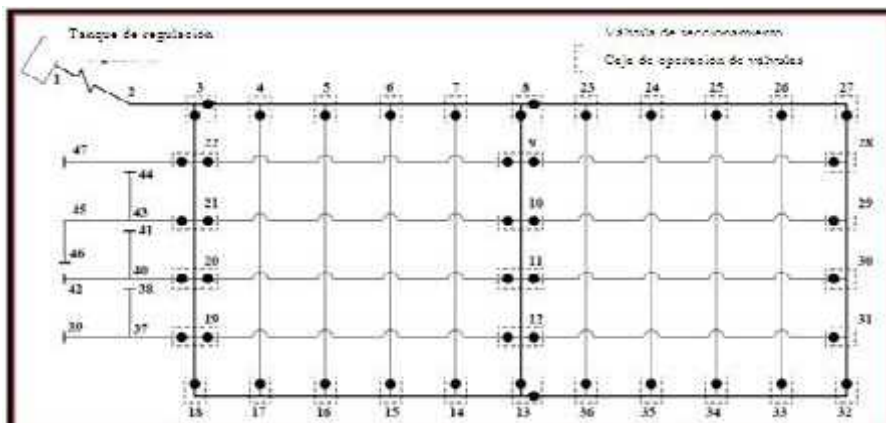 Tanque de regulación
Válvula de seccionamiento
Caja de operación de válvulas
1
2
3 4 5 6 7 8 23 24 25 26 27
47 22 9 28
44
45 43 21 10 29
41
46
42 40 20 11 30
38
39 37 19 12 31
18 17 16 15 14 13 36 35 34 33 32